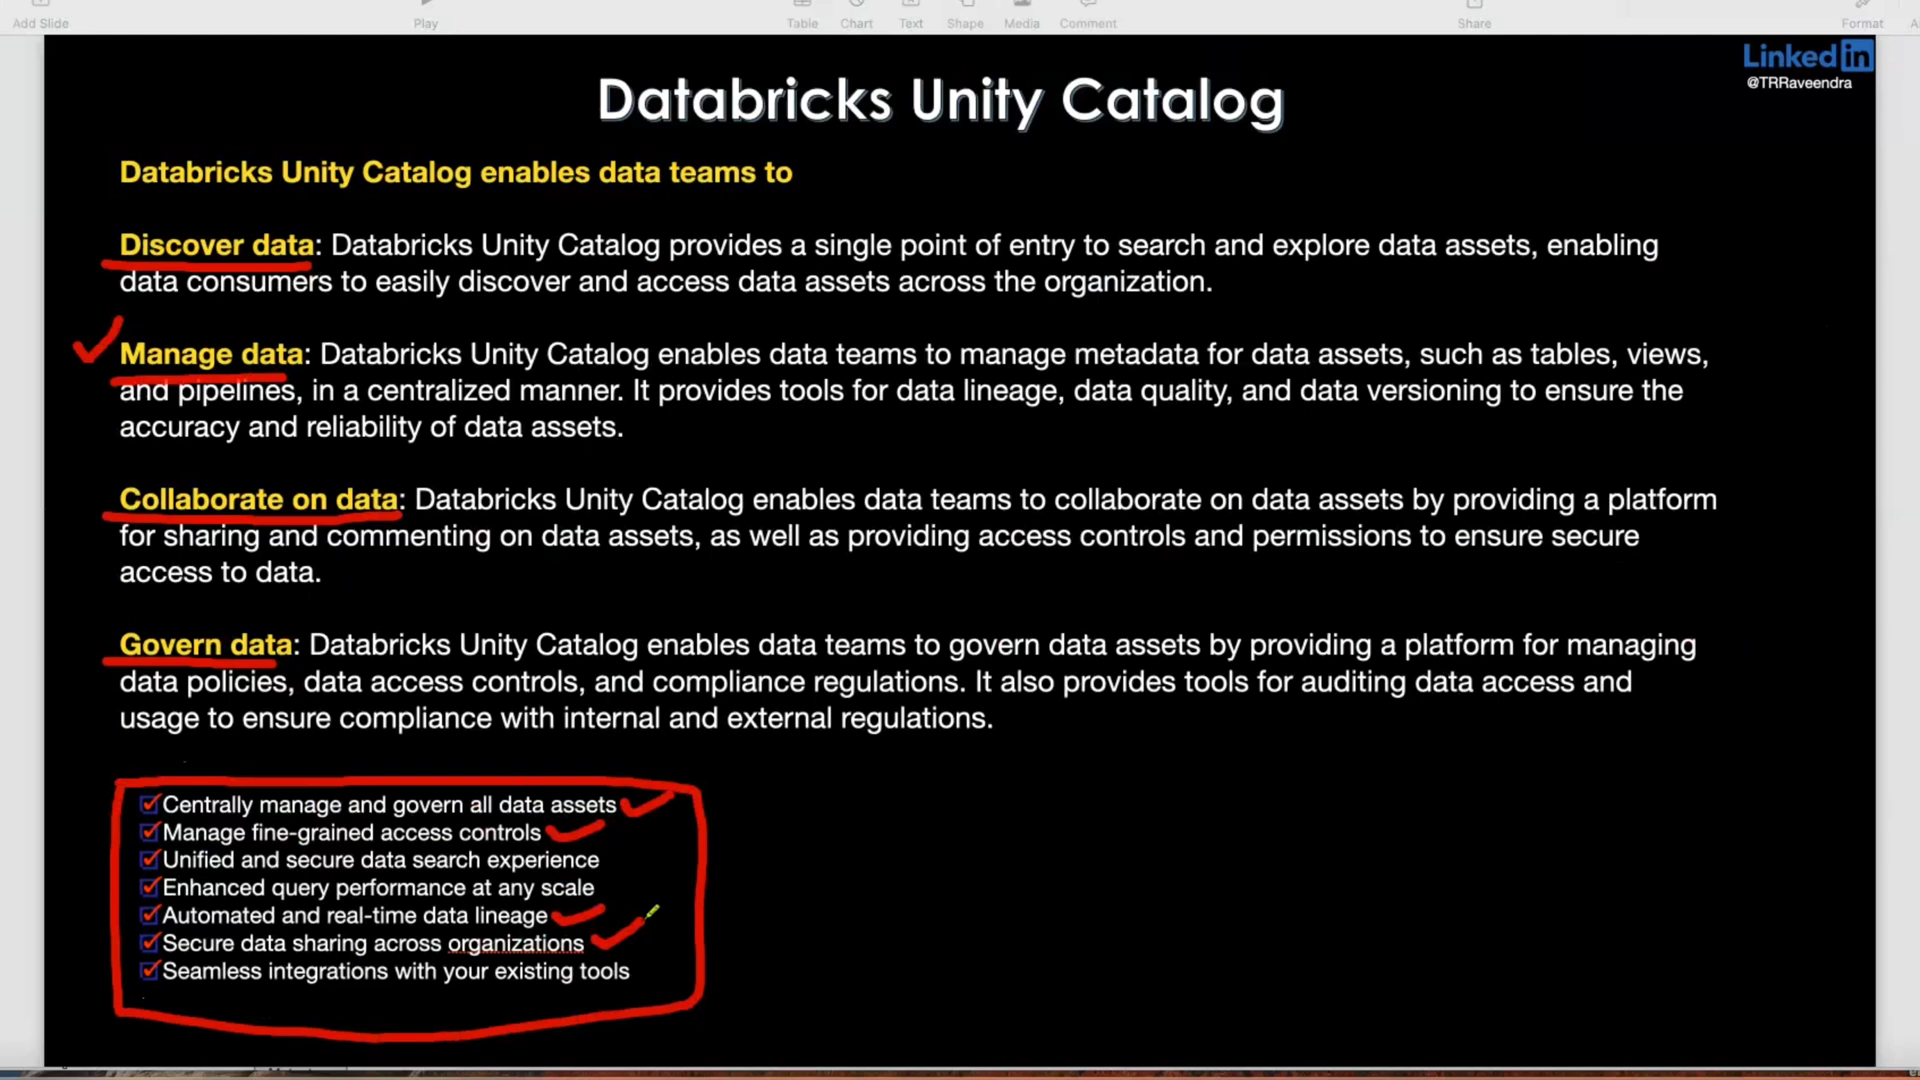 Add Slide
Play
Table
Chart
Text
Shape
Media
Comment
Share
Format
Linked in
@TRRaveendra
Databricks Unity Catalog
Databricks Unity Catalog enables data teams to
Discover data: Databricks Unity Catalog provides a single point of entry to search and explore data assets, enabling
data consumers to easily discover and access data assets across the organization.
Manage data: Databricks Unity Catalog enables data teams to manage metadata for data assets, such as tables, views,
and pipelines, in a centralized manner. It provides tools for data lineage, data quality, and data versioning to ensure the
accuracy and reliability of data assets.
Collaborate on data: Databricks Unity Catalog enables data teams to collaborate on data assets by providing a platform
for sharing and commenting on data assets, as well as providing access controls and permissions to ensure secure
access to data.
Govern data: Databricks Unity Catalog enables data teams to govern data assets by providing a platform for managing
data policies, data access controls, and compliance regulations. It also provides tools for auditing data access and
usage to ensure compliance with internal and external regulations.
Centrally manage and govern all data assets
Manage fine-grained access controls
Unified and secure data search experience
Enhanced query performance at any scale
Automated and real-time data lineage
Secure data sharing across organizations
Seamless integrations with your existing tools